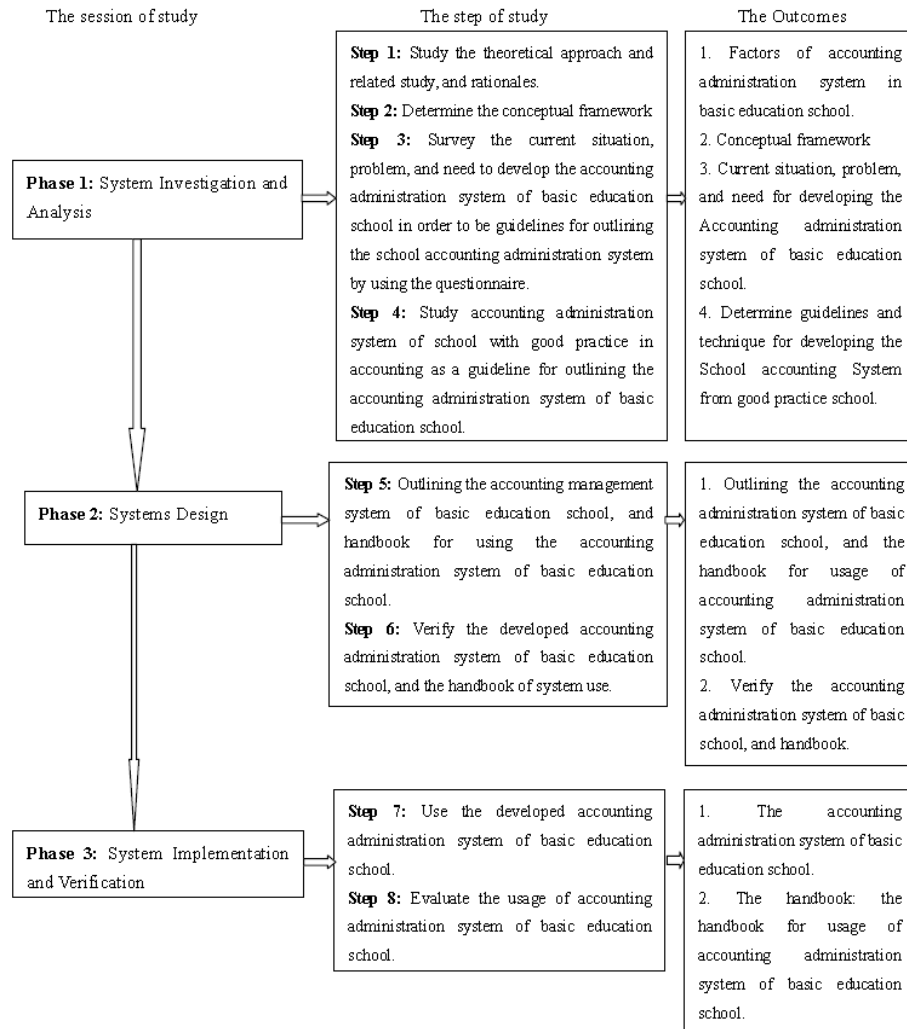 The session of study
The step of study
The Outcomes
Phase 1: System Investigation and
Analysis
Step 1: Study the theoretical approach and
related study, and rationales.
Step 2: Determine the conceptual framework
Step 3: Survey the current situation,
problem, and need to develop the accounting
administration system of basic education
school in order to be guidelines for outlining
the school accounting administration system
by using the questionnaire.
Step 4: Study accounting administration
system of school with good practice in
accounting as a guideline for outlining the
accounting administration system of basic
education school.
1. Factors of accounting
administration system in
basic education school.
2. Conceptual framework
3. Current situation, problem,
and need for developing the
Accounting administration
system of basic education
school.
4. Determine guidelines and
technique for developing the
School accounting System
from good practice school.
Phase 2: Systems Design
Step 5: Outlining the accounting management
system of basic education school, and
handbook for using the accounting
administration system of basic education
school.
Step 6: Verify the developed accounting
administration system of basic education
school, and the handbook of system use.
1. Outlining the accounting
administration system of basic
education school, and the
handbook for usage of
accounting administration
system of basic education
school.
2. Verify the accounting
administration system of basic
school, and handbook.
Phase 3: System Implementation
and Verification
Step 7: Use the developed accounting
administration system of basic education
school.
Step 8: Evaluate the usage of accounting
administration system of basic education
school.
1. The accounting
administration system of basic
education school.
2. The handbook: the
handbook for usage of
accounting administration
system of basic education
school.